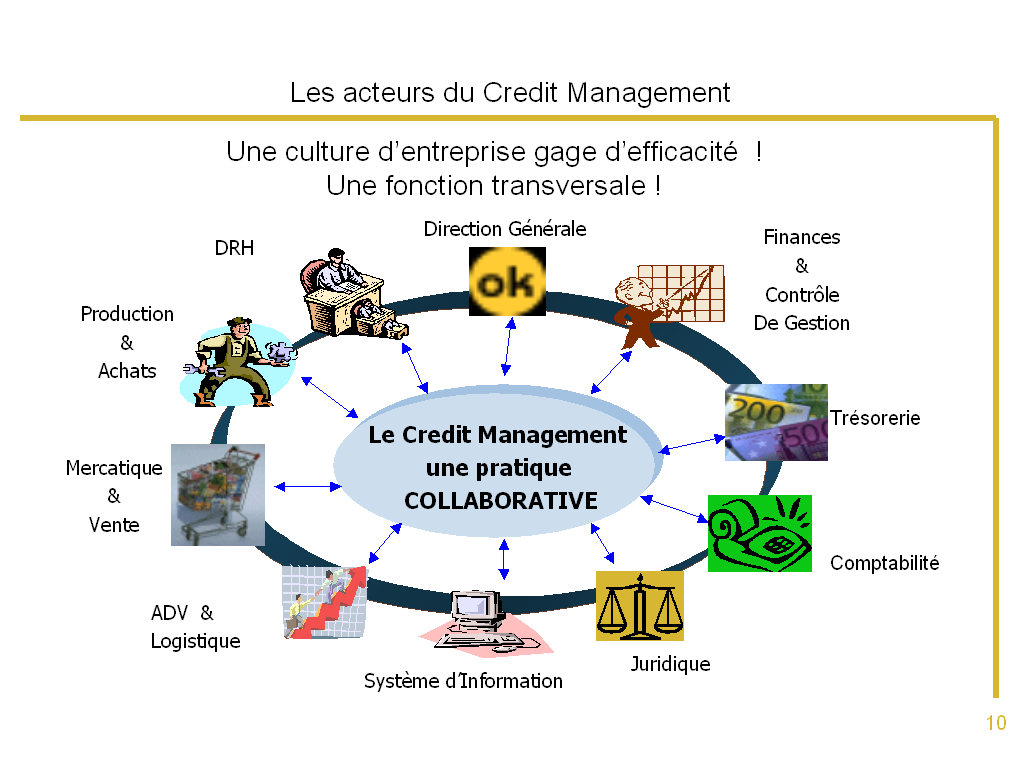 Les acteurs du Credit Management
Une culture d’entreprise gage d’efficacité !
Une fonction transversale !
Direction Générale
ok
DRH
Finances
&
Contrôle
De Gestion
Production
&
Achats
200
500
Trésorerie
Le Credit Management
une pratique
COLLABORATIVE
Mercatique
&
Vente
Comptabilité
ADV &
Logistique
Juridique
Système d’Information
10